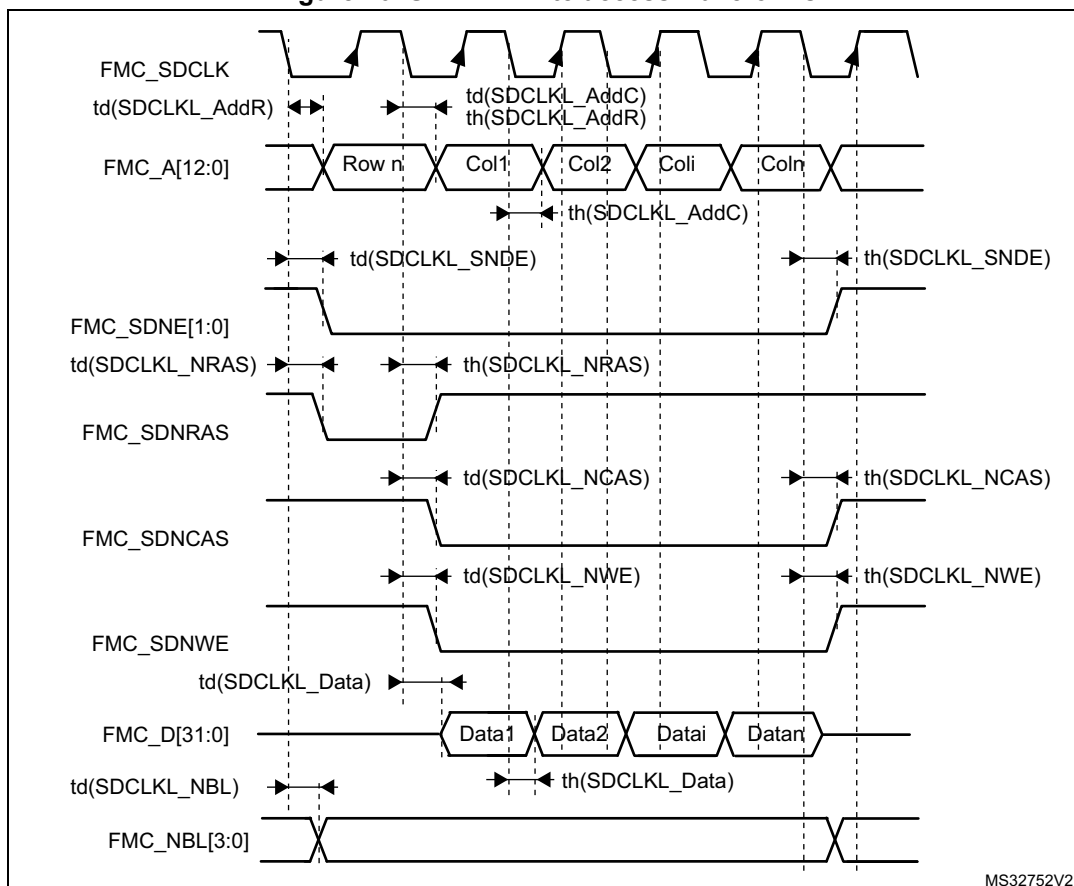 FMC_SDCLK
td(SDCLKL_AddR)
td(SDCLKL_AddC)
th(SDCLKL_AddR)
FMC_A[12:0]
Row n
Col1
Col2
Coli
Coln
th(SDCLKL_AddC)
td(SDCLKL_SNDE)
th(SDCLKL_SNDE)
FMC_SDNE[1:0]
td(SDCLKL_NRAS)
th(SDCLKL_NRAS)
FMC_SDNRAS
td(SDCLKL_NCAS)
th(SDCLKL_NCAS)
FMC_SDNCAS
td(SDCLKL_NWE)
th(SDCLKL_NWE)
FMC_SDNWE
td(SDCLKL_Data)
FMC_D[31:0]
Data1
Data2
Datai
Datan
th(SDCLKL_Data)
td(SDCLKL_NBL)
FMC_NBL[3:0]
MS32752V2